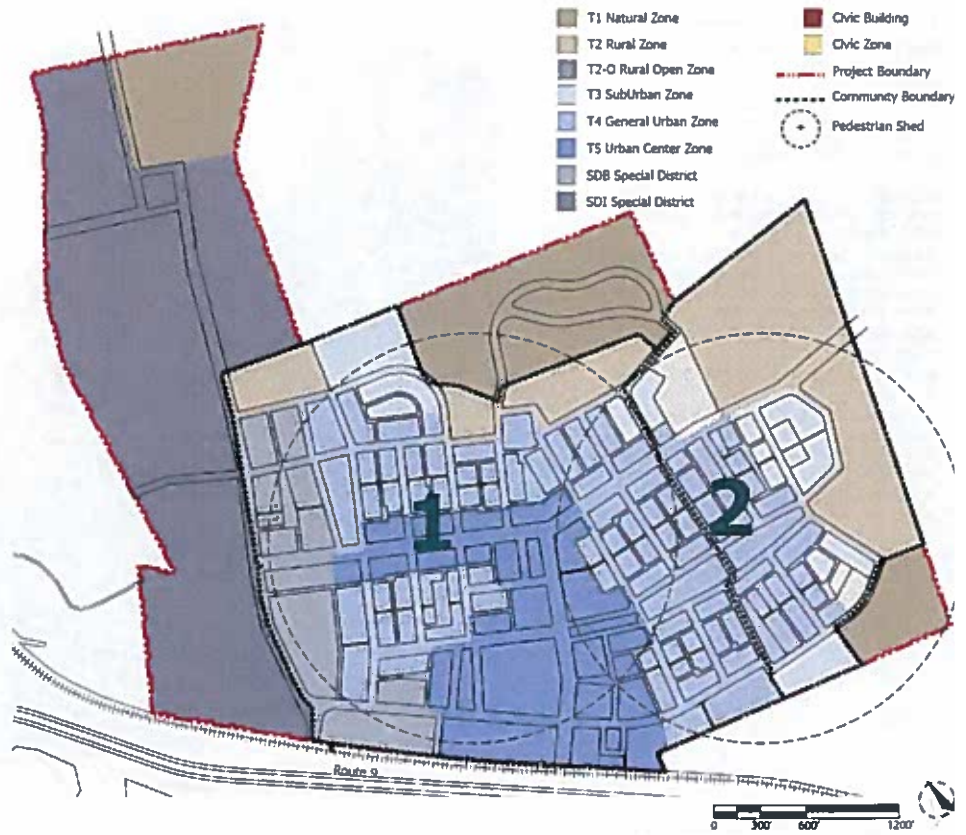 T1 Natural Zone
T2 Rural Zone
T2-O Rural Open Zone
T3 SubUrban Zone
T4 General Urban Zone
T5 Urban Center Zone
SDB Special District
SDI Special District
Civic Building
Civic Zone
Project Boundary
Community Boundary
Pedestrian Shed
1
2
Route 9
0 300' 600' 1200'